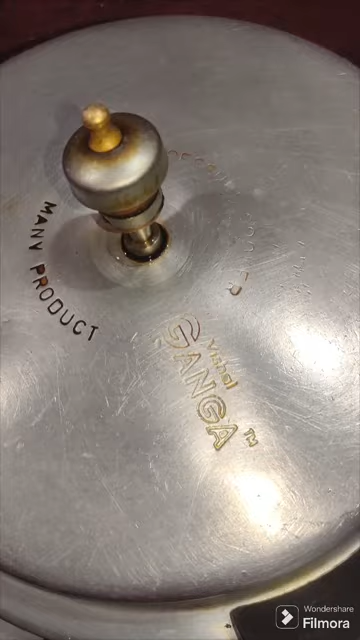 MANY PRODUCT
Vishal
GANGA TM
Wondershare
Filmora